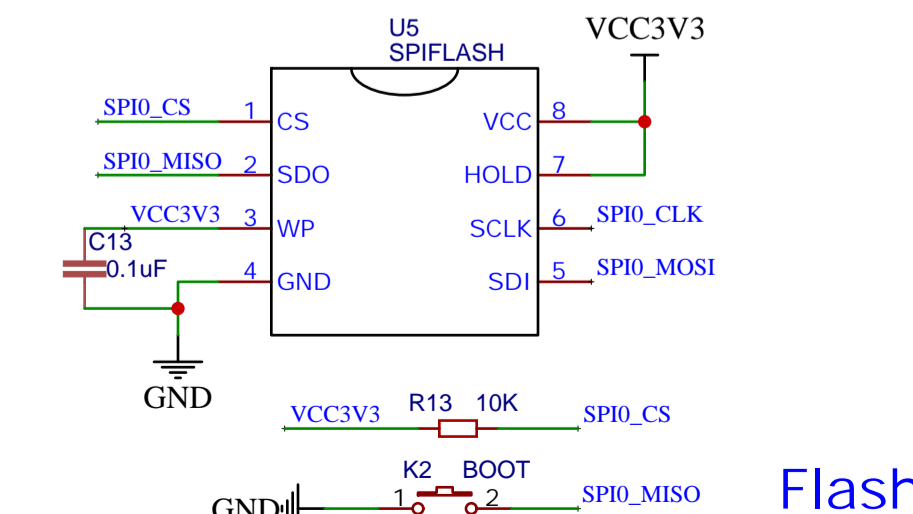 U5
SPIFLASH
VCC3V3
SPI0_CS 1 CS VCC 8
SPI0_MISO 2 SDO HOLD 7
VCC3V3 3 WP SCLK 6 SPI0_CLK
C13
0.1uF
4 GND SDI 5 SPI0_MOSI
GND
VCC3V3 R13 10K SPI0_CS
K2 BOOT
GND 1 2 SPI0_MISO
Flash